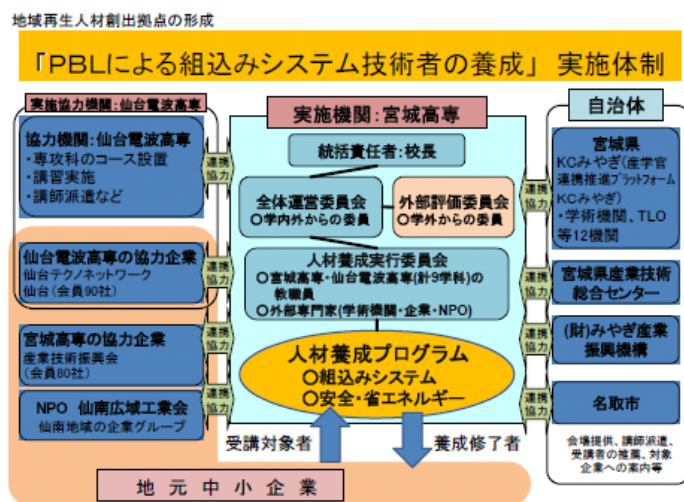 地域再生人材創出拠点の形成
「PBLによる組込みシステム技術者の養成」 実施体制
実施協力機関:仙台電波高専
協力機関:仙台電波高専
・専攻科のコース設置
・講習実施
・講師派遣など
仙台電波高専の協力企業
仙台テクノネットワーク
仙台(会員90社)
宮城高専の協力企業
産業技術振興会
(会員80社)
NPO 仙南広域工業会
仙南地域の企業グループ
連携
協力
連携
協力
連携
協力
連携
協力
実施機関:宮城高専
統括責任者:校長
全体運営委員会
〇学内外からの委員
外部評価委員会
〇学外からの委員
人材養成実行委員会
〇宮城高専・仙台電波高専(計9学科)の
教職員
〇外部専門家(学術機関・企業・NPO)
人材養成プログラム
〇組込みシステム
〇安全・省エネルギー
受講対象者
養成修了者
地元中小企業
連携
協力
連携
協力
連携
協力
連携
協力
自治体
宮城県
KCみやぎ(産学官
連携推進プラットフォーム
KCみやぎ)
・学術機関、TLO
等12機関
宮城県産業技術
総合センター
(財)みやぎ産業
振興機構
名取市
会場提供、講師派遣、
受講者の推薦、対象
企業への案内等